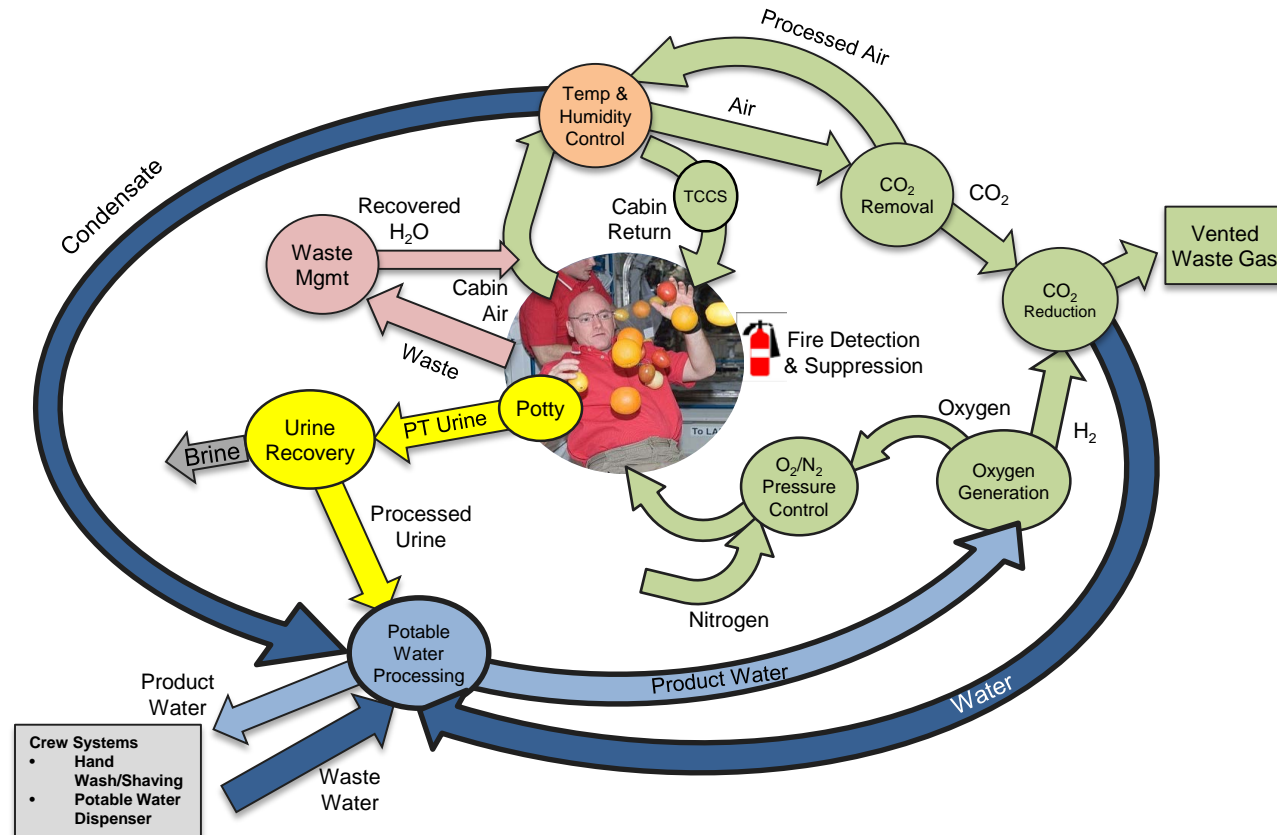 Processed Air
Temp &
Humidity
Control
Air
TCCS
CO₂
Removal
CO₂
Condensate
Recovered
H₂O
Cabin
Return
Vented
Waste Gas
Waste
Mgmt
Cabin
Air
CO₂
Reduction
Waste
Fire Detection
& Suppression
Potty
PT Urine
Urine
Recovery
Brine
To LA
Oxygen
H₂
O₂/N₂
Pressure
Control
Oxygen
Generation
Processed
Urine
Nitrogen
Potable
Water
Processing
Product Water
Water
Product
Water
Crew Systems
• Hand
Wash/Shaving
• Potable Water
Dispenser
Waste
Water